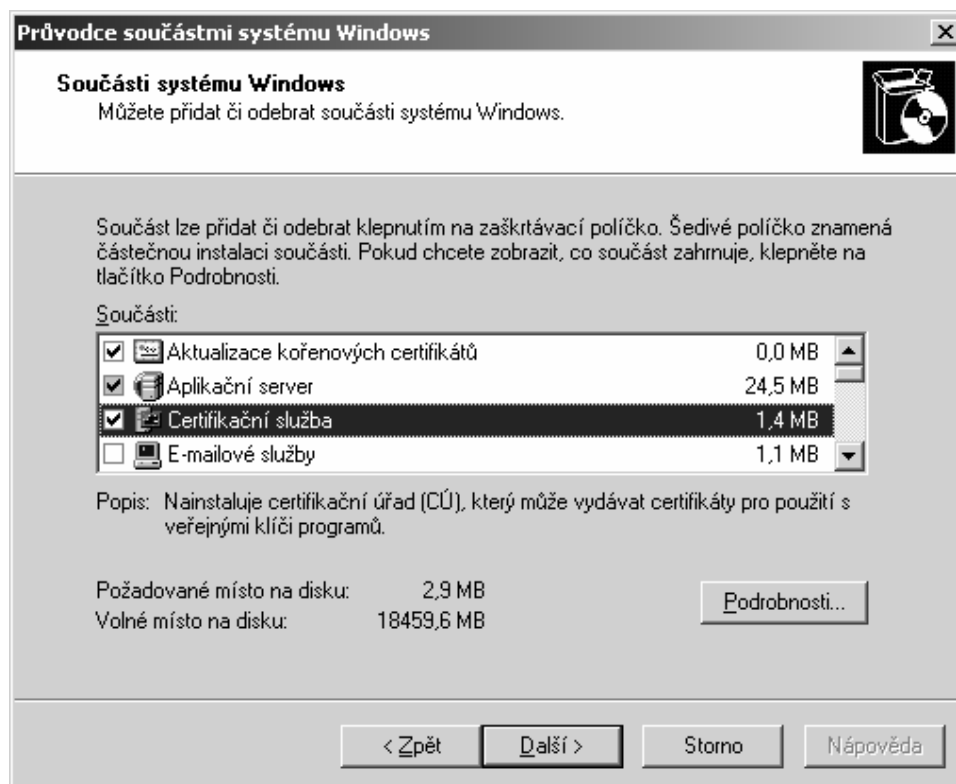 Průvodce součástmi systému Windows
Součásti systému Windows
Můžete přidat či odebrat součásti systému Windows.
Součást lze přidat či odebrat klepnutím na zaškrtávací políčko. Šedivé políčko znamená
částečnou instalaci součásti. Pokud chcete zobrazit, co součást zahrnuje, klepněte na
tlačítko Podrobnosti.
Součásti:
Aktualizace kořenových certifikátů 0,0 MB
Aplikační server 24,5 MB
Certifikační služba 1,4 MB
E-mailové služby 1,1 MB
Popis: Nainstaluje certifikační úřad (CÚ), který může vydávat certifikáty pro použití s
veřejnými klíči programů.
Požadované místo na disku: 2,9 MB
Volné místo na disku: 18459,6 MB
Podrobnosti...
< Zpět Další > Storno Nápověda